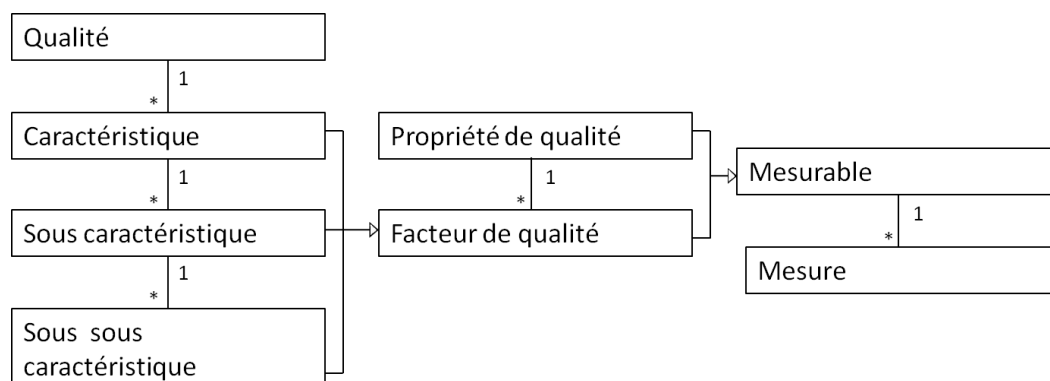 Qualité
1
*
Caractéristique
1
*
Sous caractéristique
1
*
Sous sous
caractéristique
Propriété de qualité
1
*
Facteur de qualité
Mesurable
1
*
Mesure